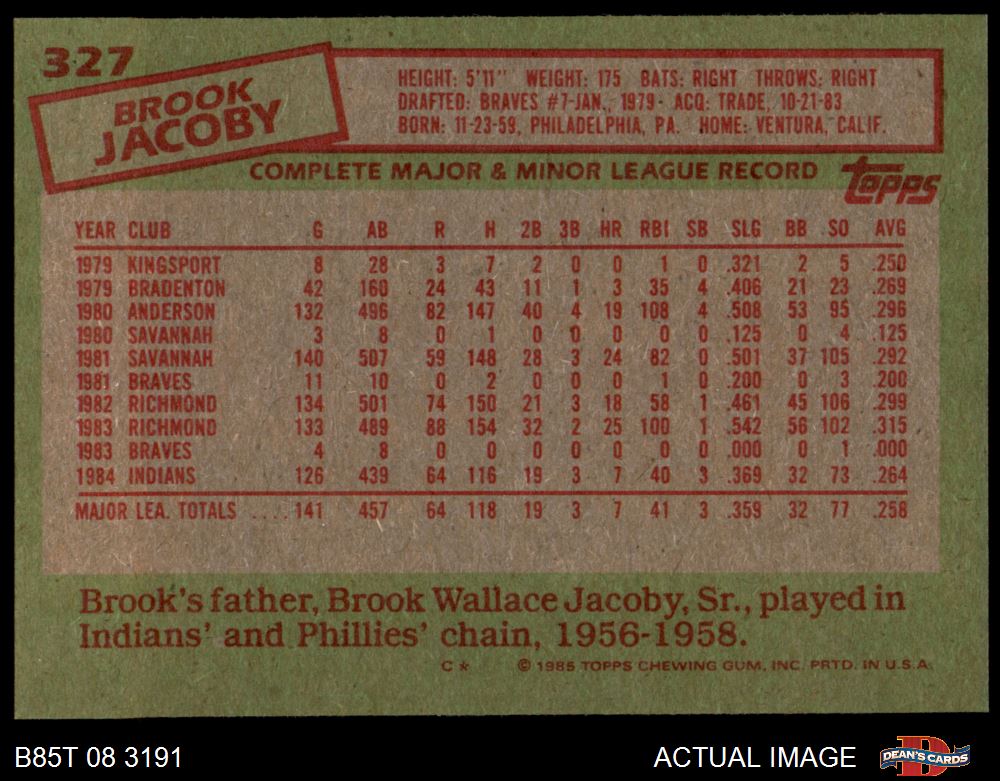 327
BROOK
JACOBY
HEIGHT: 5'11" WEIGHT: 175 BATS: RIGHT THROWS: RIGHT
DRAFTED: BRAVES #7-JAN., 1979- ACQ: TRADE, 10-21-83
BORN: 11-23-59, PHILADELPHIA, PA. HOME: VENTURA, CALIF.
COMPLETE MAJOR & MINOR LEAGUE RECORD
Topps
YEAR CLUB G AB R H 2B 3B HR RBI SB SLG BB SO AVG
1979 KINGSPORT 8 28 3 7 2 0 0 1 0 .321 2 5 .250
1979 BRADENTON 42 160 24 43 11 1 3 35 4 .406 21 23 .269
1980 ANDERSON 132 496 82 147 40 4 19 108 4 .508 53 95 .296
1980 SAVANNAH 3 8 0 1 0 0 0 0 0 .125 0 4 .125
1981 SAVANNAH 140 507 59 148 28 3 24 82 0 .501 37 105 .292
1981 BRAVES 11 10 0 2 0 0 0 1 0 .200 0 3 .200
1982 RICHMOND 134 501 74 150 21 3 18 58 1 .461 45 106 .299
1983 RICHMOND 133 489 88 154 32 2 25 100 1 .542 56 102 .315
1983 BRAVES 4 8 0 0 0 0 0 0 0 .000 0 1 .000
1984 INDIANS 126 439 64 116 19 3 7 40 3 .369 32 73 .264
MAJOR LEA. TOTALS .... 141 457 64 118 19 3 7 41 3 .359 32 77 .258
Brook's father, Brook Wallace Jacoby, Sr., played in
Indians' and Phillies' chain, 1956-1958.
C * © 1985 TOPPS CHEWING GUM, INC. PRTD. IN U.S.A.
B85T 08 3191 ACTUAL IMAGE DEAN'S CARDS